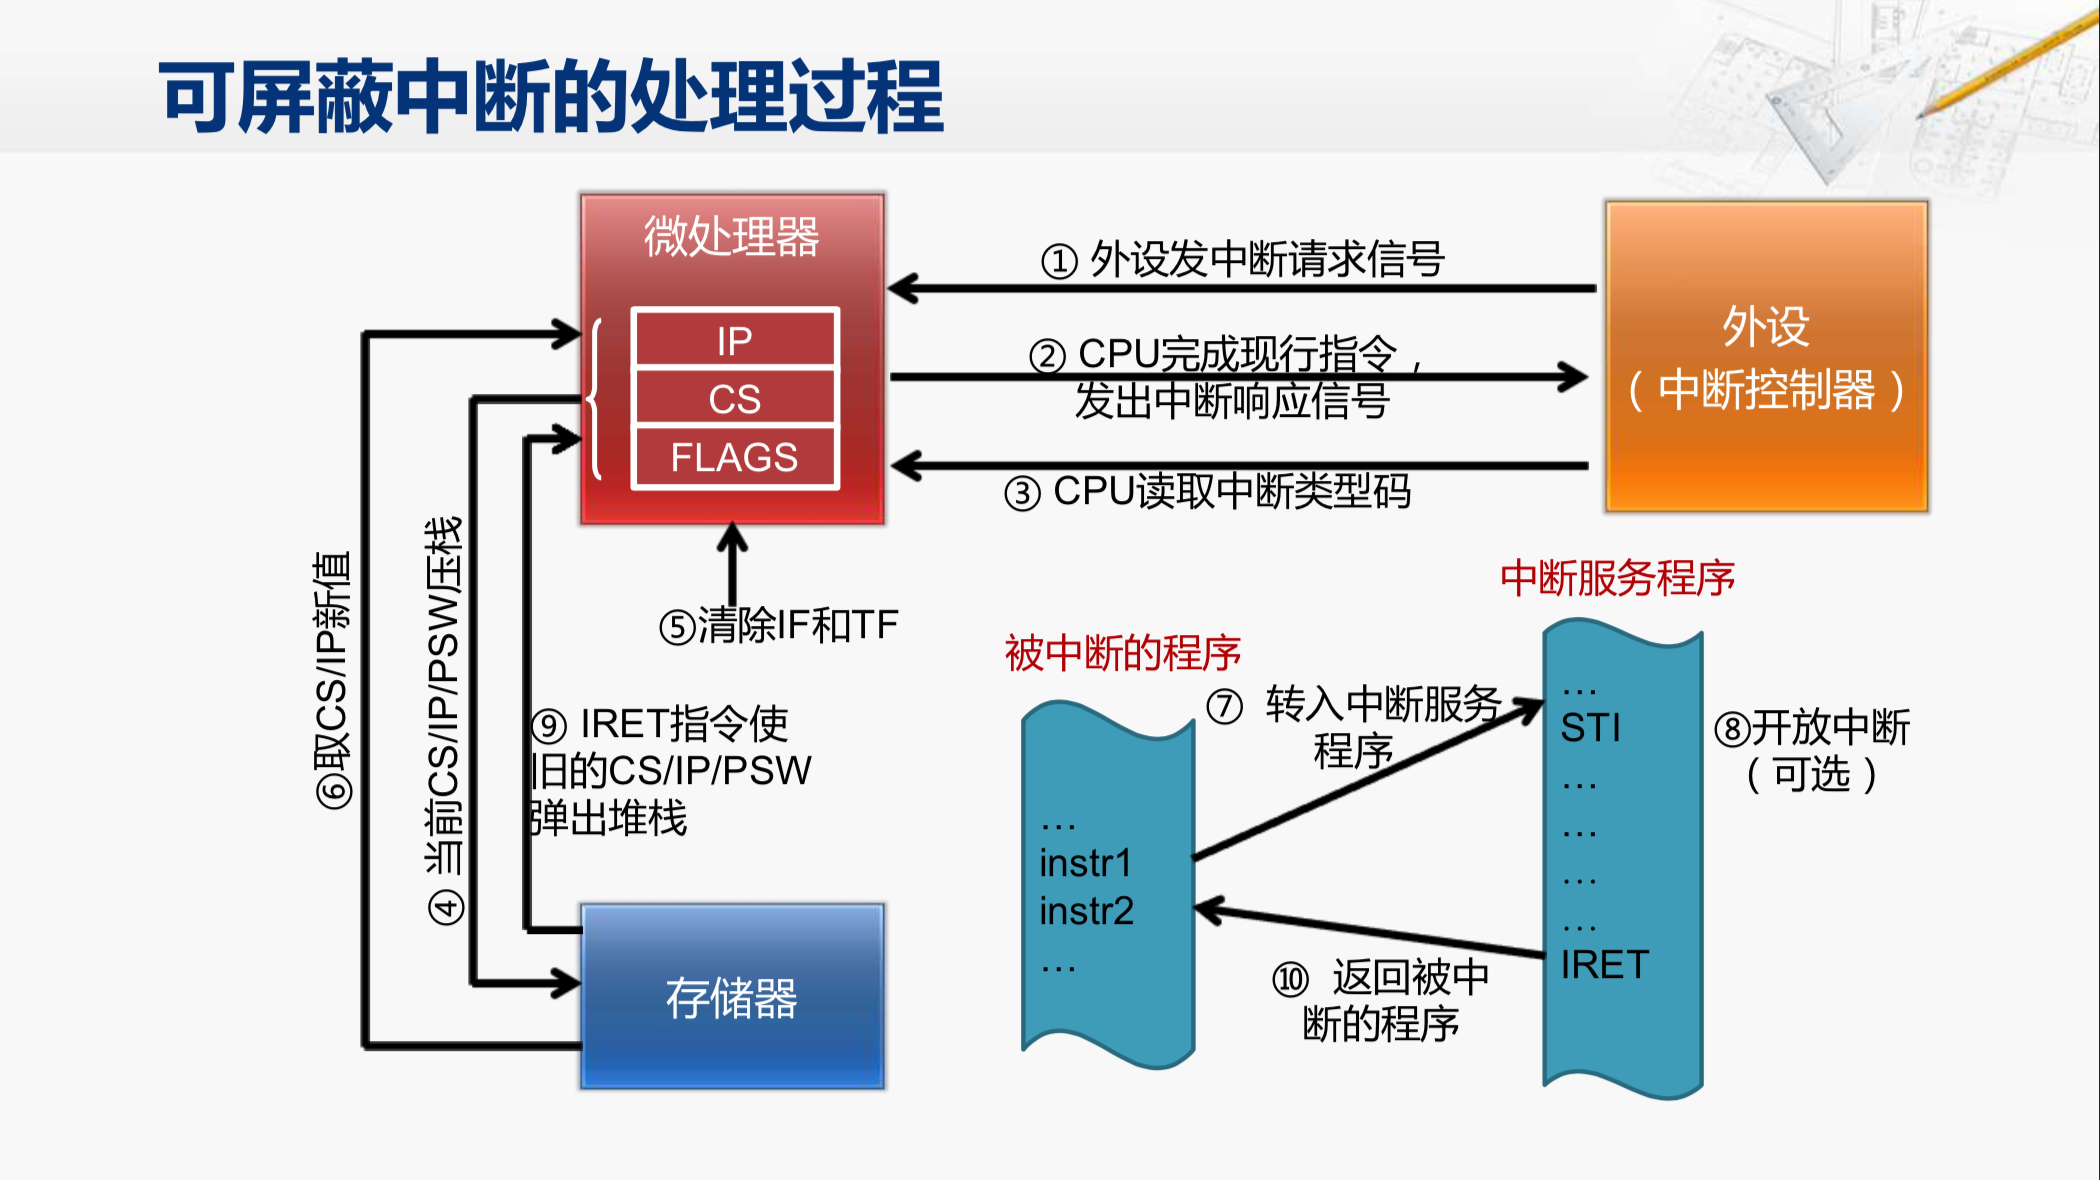 可屏蔽中断的处理过程
微处理器
IP
CS
FLAGS
① 外设发中断请求信号
② CPU完成现行指令，
发出中断响应信号
③ CPU读取中断类型码
外设
（中断控制器）
⑥取CS/IP新值
④ 当前CS/IP/PSW压栈
⑤清除IF和TF
⑨ IRET指令使
旧的CS/IP/PSW
弹出堆栈
存储器
被中断的程序
…
instr1
instr2
…
⑦ 转入中断服务
程序
中断服务程序
…
STI
…
…
…
…
IRET
⑧开放中断
（可选）
⑩ 返回被中
断的程序